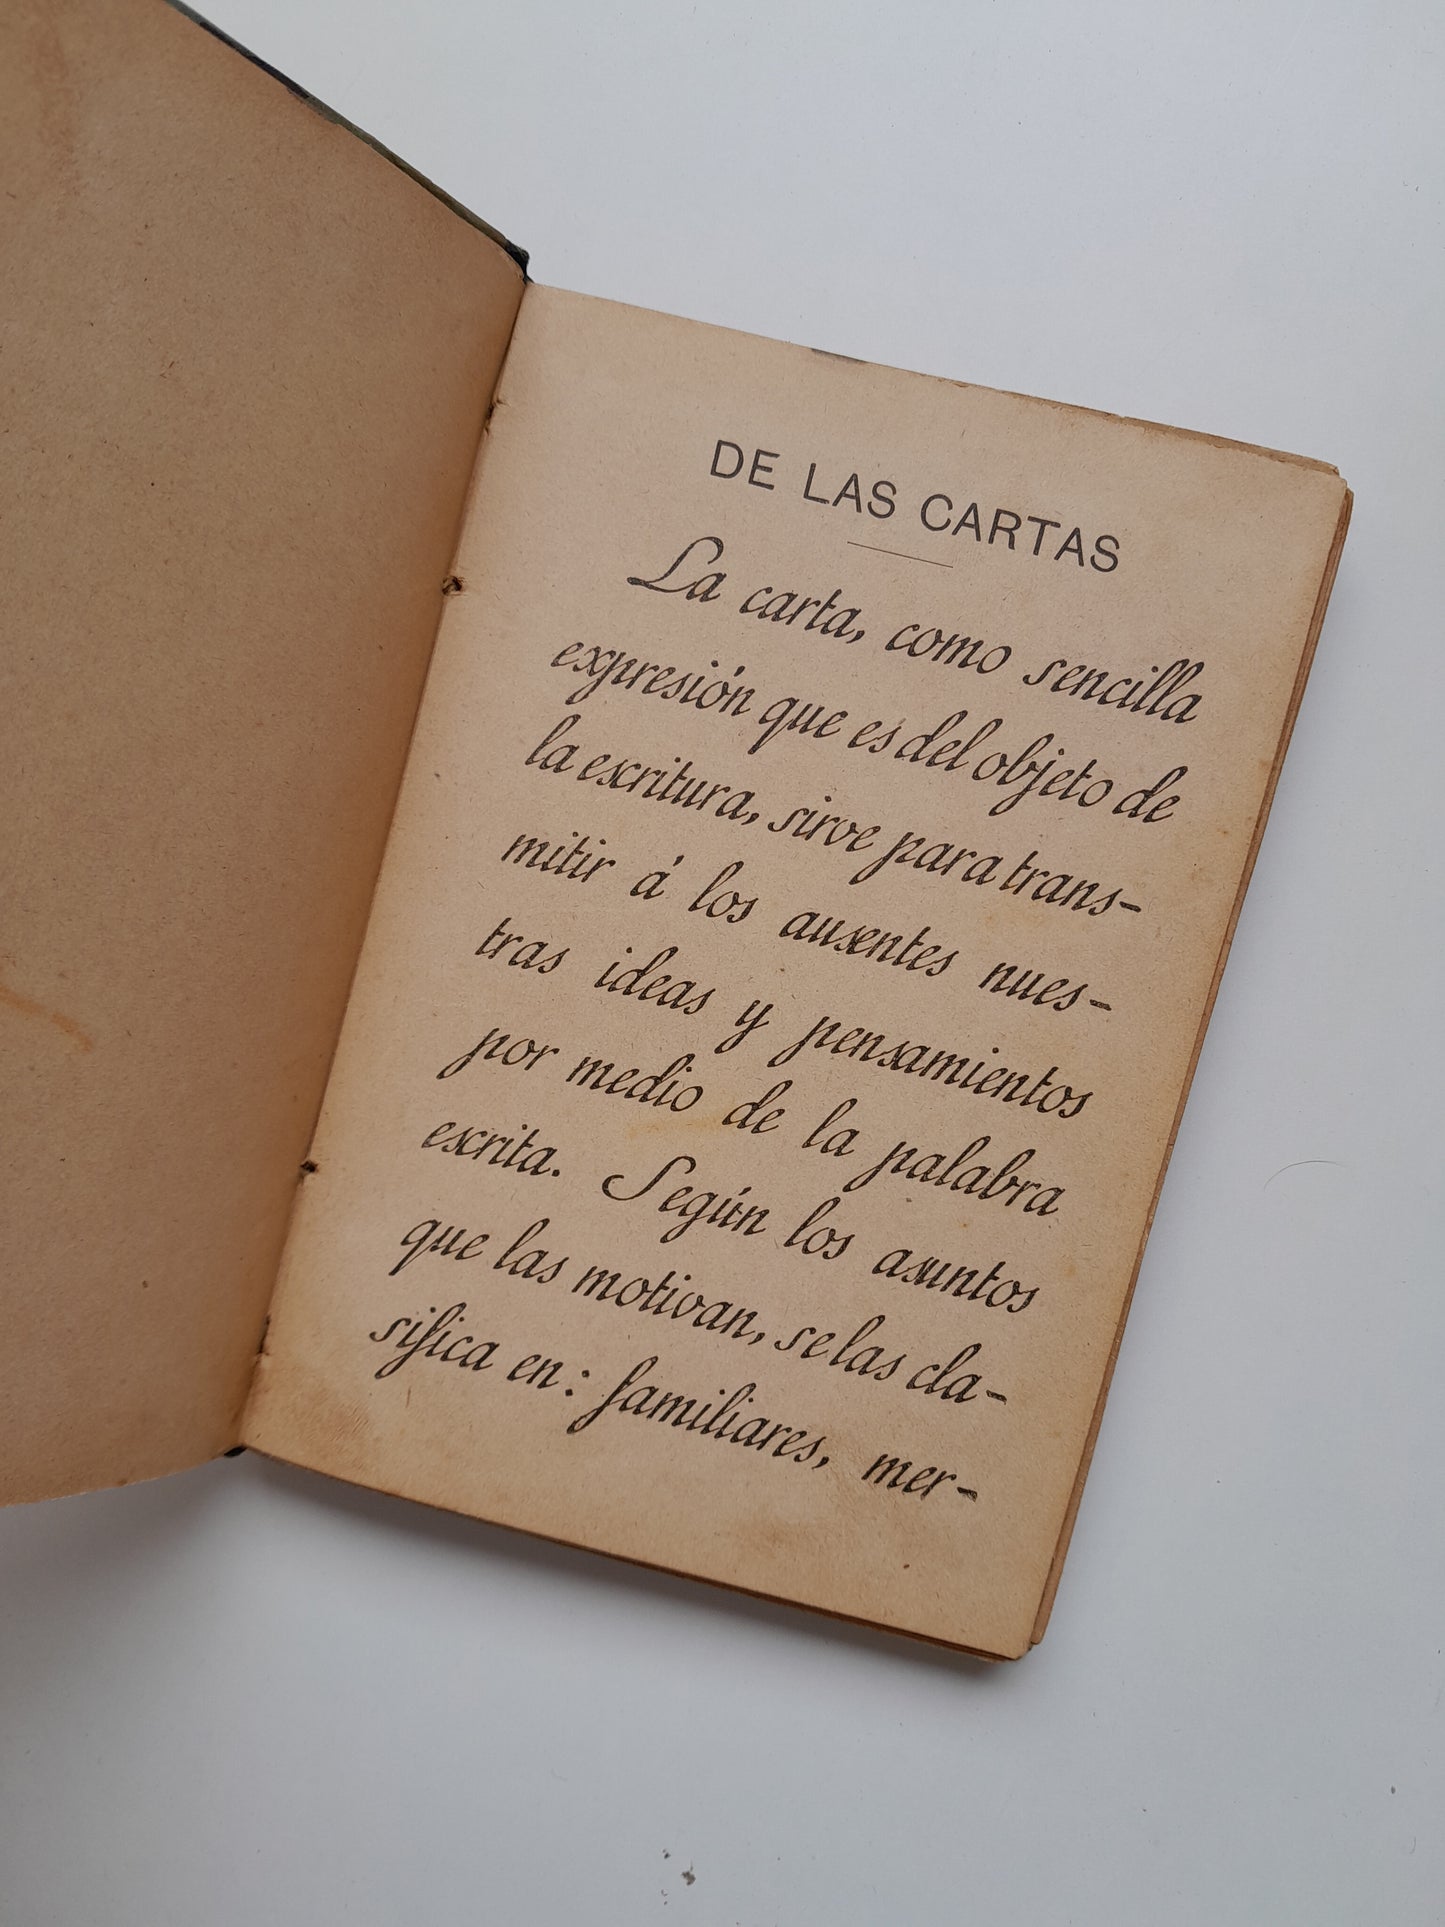 DE LAS CARTAS
La carta, como sencilla
expresión que es del objeto de
la escritura, sirve para trans-
mitir á los ausentes nues-
tras ideas y pensamientos
por medio de la palabra
escrita. Según los asuntos
que las motivan, se las cla-
sifica en: familiares, mer-